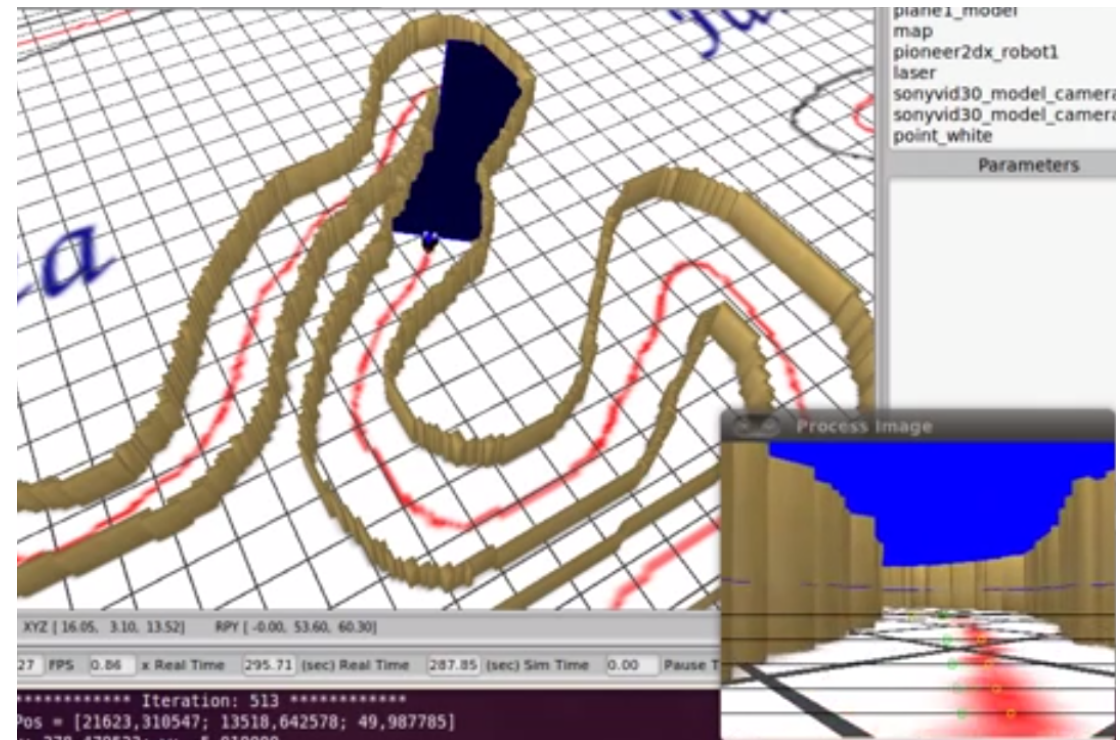 plane1_model
map
pioneer2dx_robot1
laser
sonyvid30_model_camera
sonyvid30_model_camera
point_white
Parameters
a
Process Image
XYZ [ 16.05, 3.10, 13.52] RPY [ -0.00, 53.60, 60.30]
27 FPS 0.86 x Real Time 295.71 (sec) Real Time 287.85 (sec) Sim Time 0.00 Pause T
************ Iteration: 513 ************
Pos = [21623,310547; 13518,642578; 49,987785]